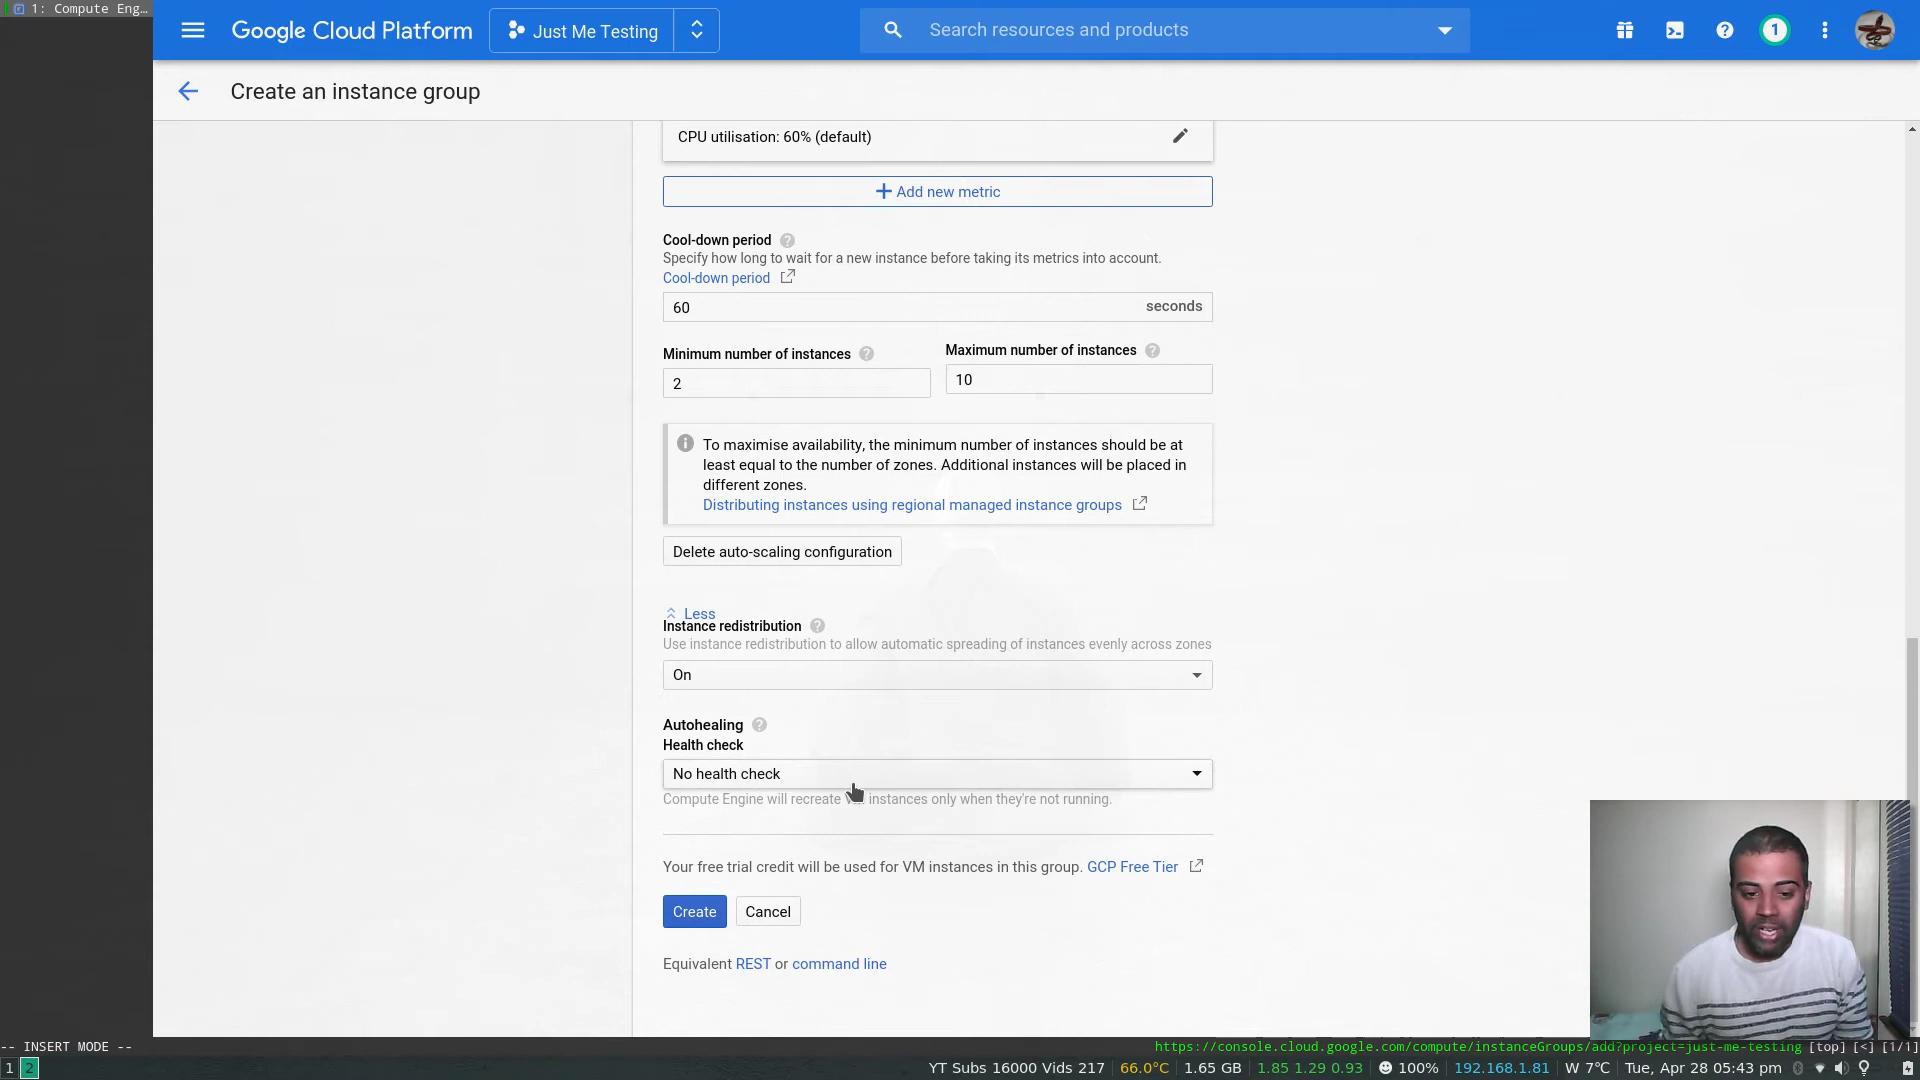 1: Compute Eng…
Google Cloud Platform
Just Me Testing
Search resources and products
1
Create an instance group
CPU utilisation: 60% (default)
Add new metric
Cool-down period
Specify how long to wait for a new instance before taking its metrics into account.
Cool-down period
60 seconds
Minimum number of instances
Maximum number of instances
2
10
To maximise availability, the minimum number of instances should be at
least equal to the number of zones. Additional instances will be placed in
different zones.
Distributing instances using regional managed instance groups
Delete auto-scaling configuration
Less
Instance redistribution
Use instance redistribution to allow automatic spreading of instances evenly across zones
On
Autohealing
Health check
No health check
Compute Engine will recreate instances only when they're not running.
Your free trial credit will be used for VM instances in this group. GCP Free Tier
Create
Cancel
Equivalent REST or command line
-- INSERT MODE --
https://console.cloud.google.com/compute/instanceGroups/add?project=just-me-testing [top] [<] [1/1]
1 2
YT Subs 16000 Vids 217 66.0°C 1.65 GB 1.85 1.29 0.93 100% 192.168.1.81 W 7°C Tue, Apr 28 05:43 pm